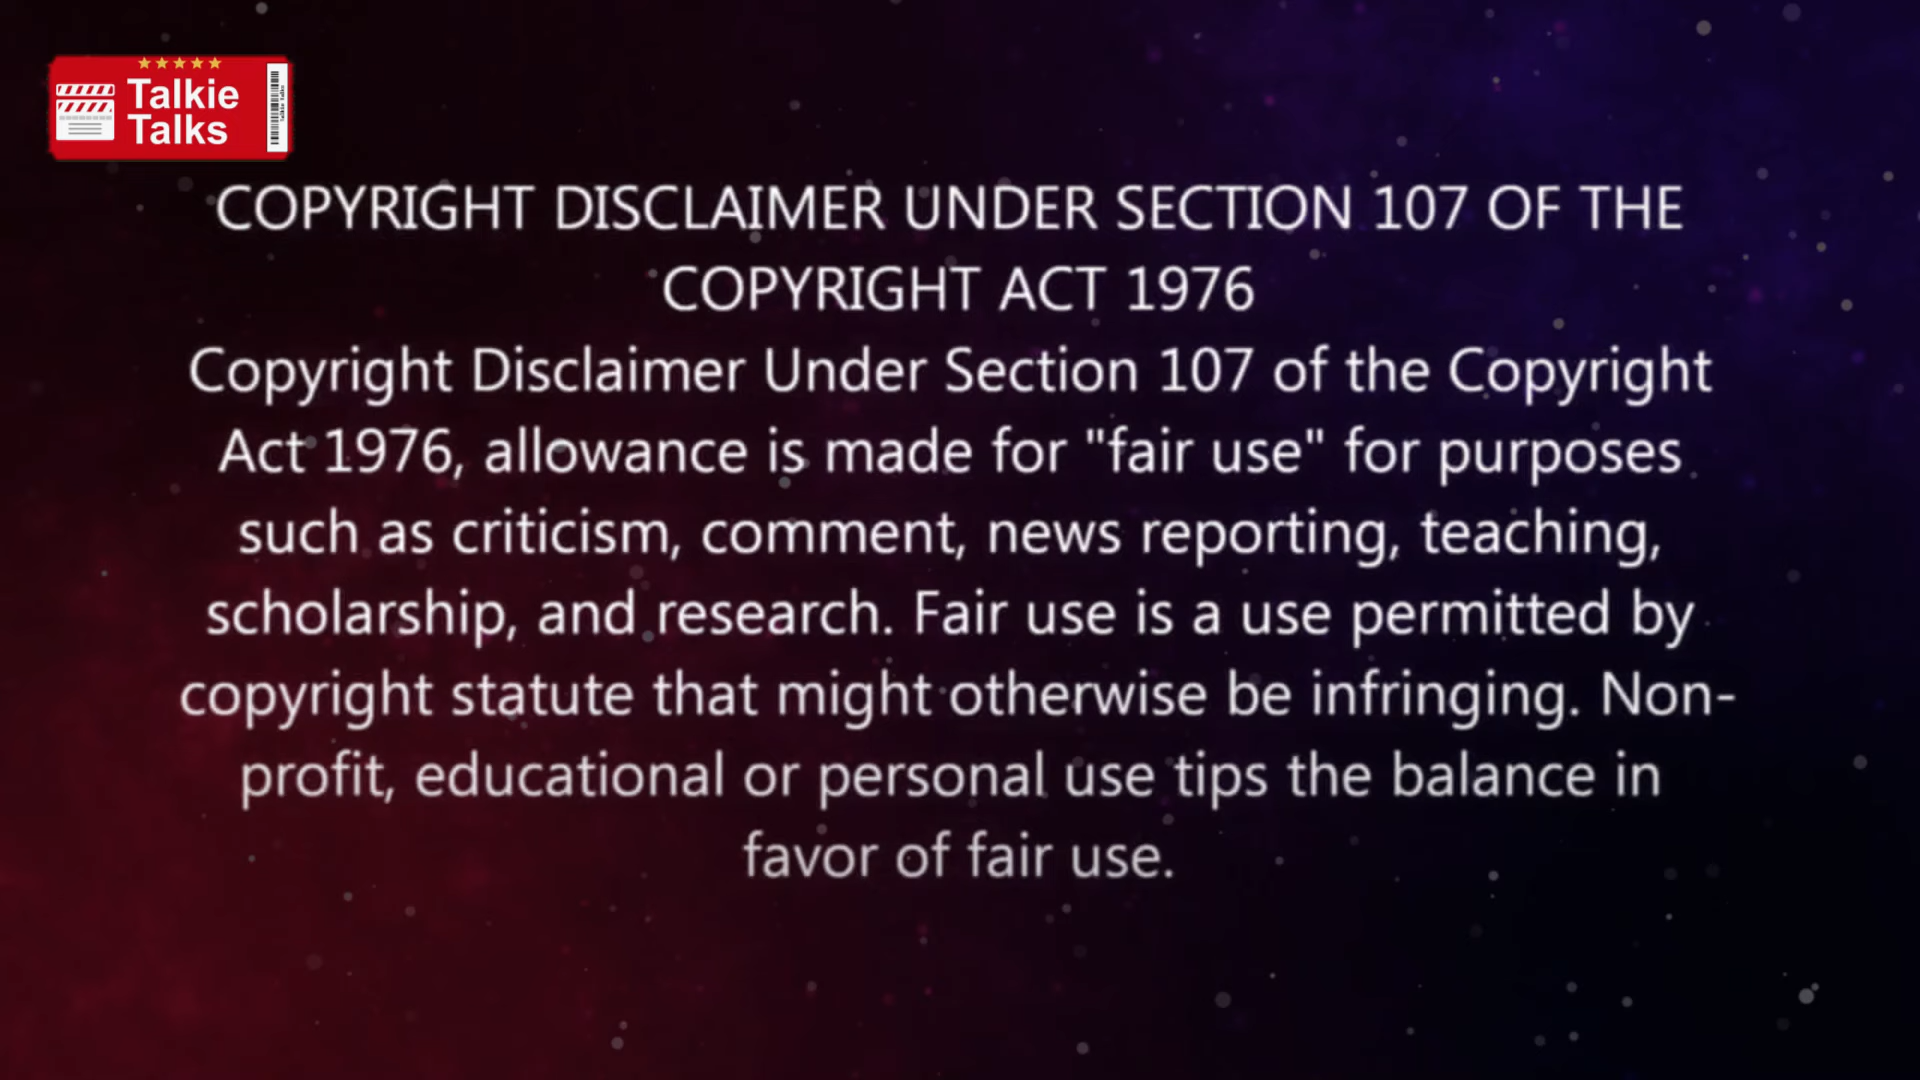 Talkie
Talks
COPYRIGHT DISCLAIMER UNDER SECTION 107 OF THE
COPYRIGHT ACT 1976
Copyright Disclaimer Under Section 107 of the Copyright
Act 1976, allowance is made for "fair use" for purposes
such as criticism, comment, news reporting, teaching,
scholarship, and research. Fair use is a use permitted by
copyright statute that might otherwise be infringing. Non-
profit, educational or personal use tips the balance in
favor of fair use.